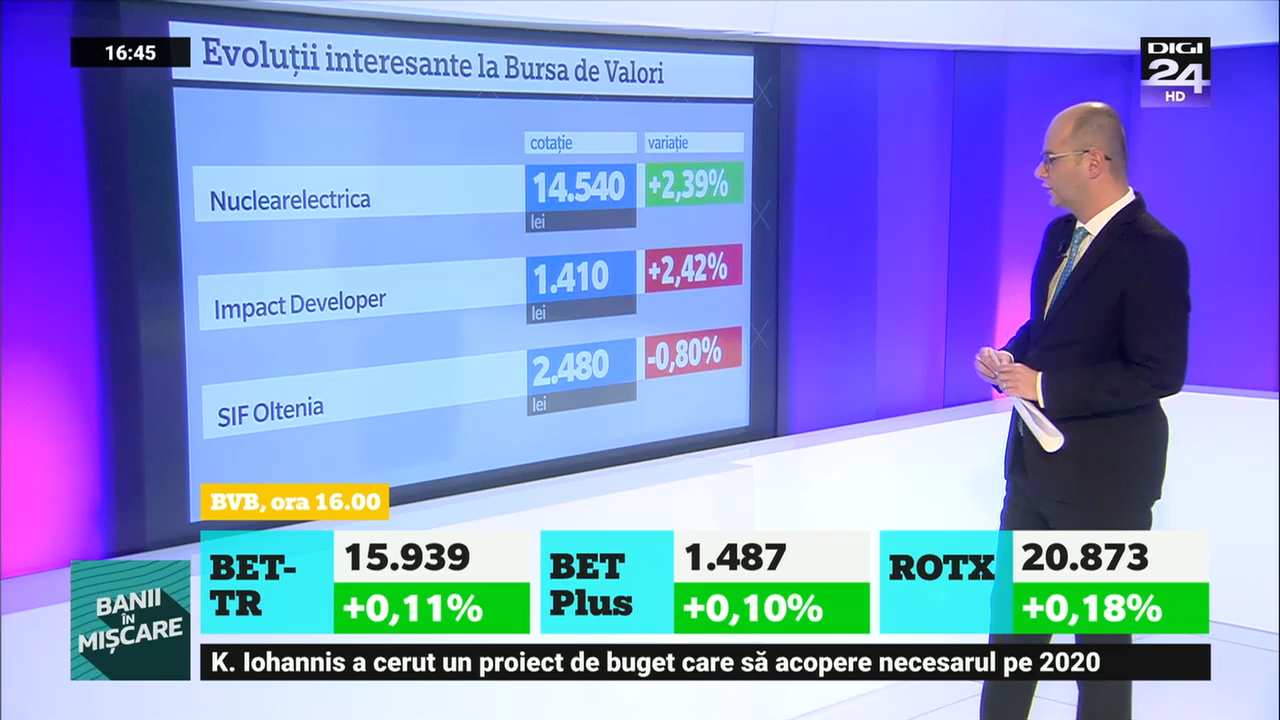 16:45
Evoluții interesante la Bursa de Valori
DIGI
24
HD
cotație
variație
Nuclearelectrica
14.540
+2,39%
lei
Impact Developer
1.410
+2,42%
lei
SIF Oltenia
2.480
-0,80%
lei
BVB, ora 16.00
BET-
TR
15.939
+0,11%
BET
Plus
1.487
+0,10%
ROTX
20.873
+0,18%
BANII
ÎN
MIȘCARE
K. Iohannis a cerut un proiect de buget care să acopere necesarul pe 2020